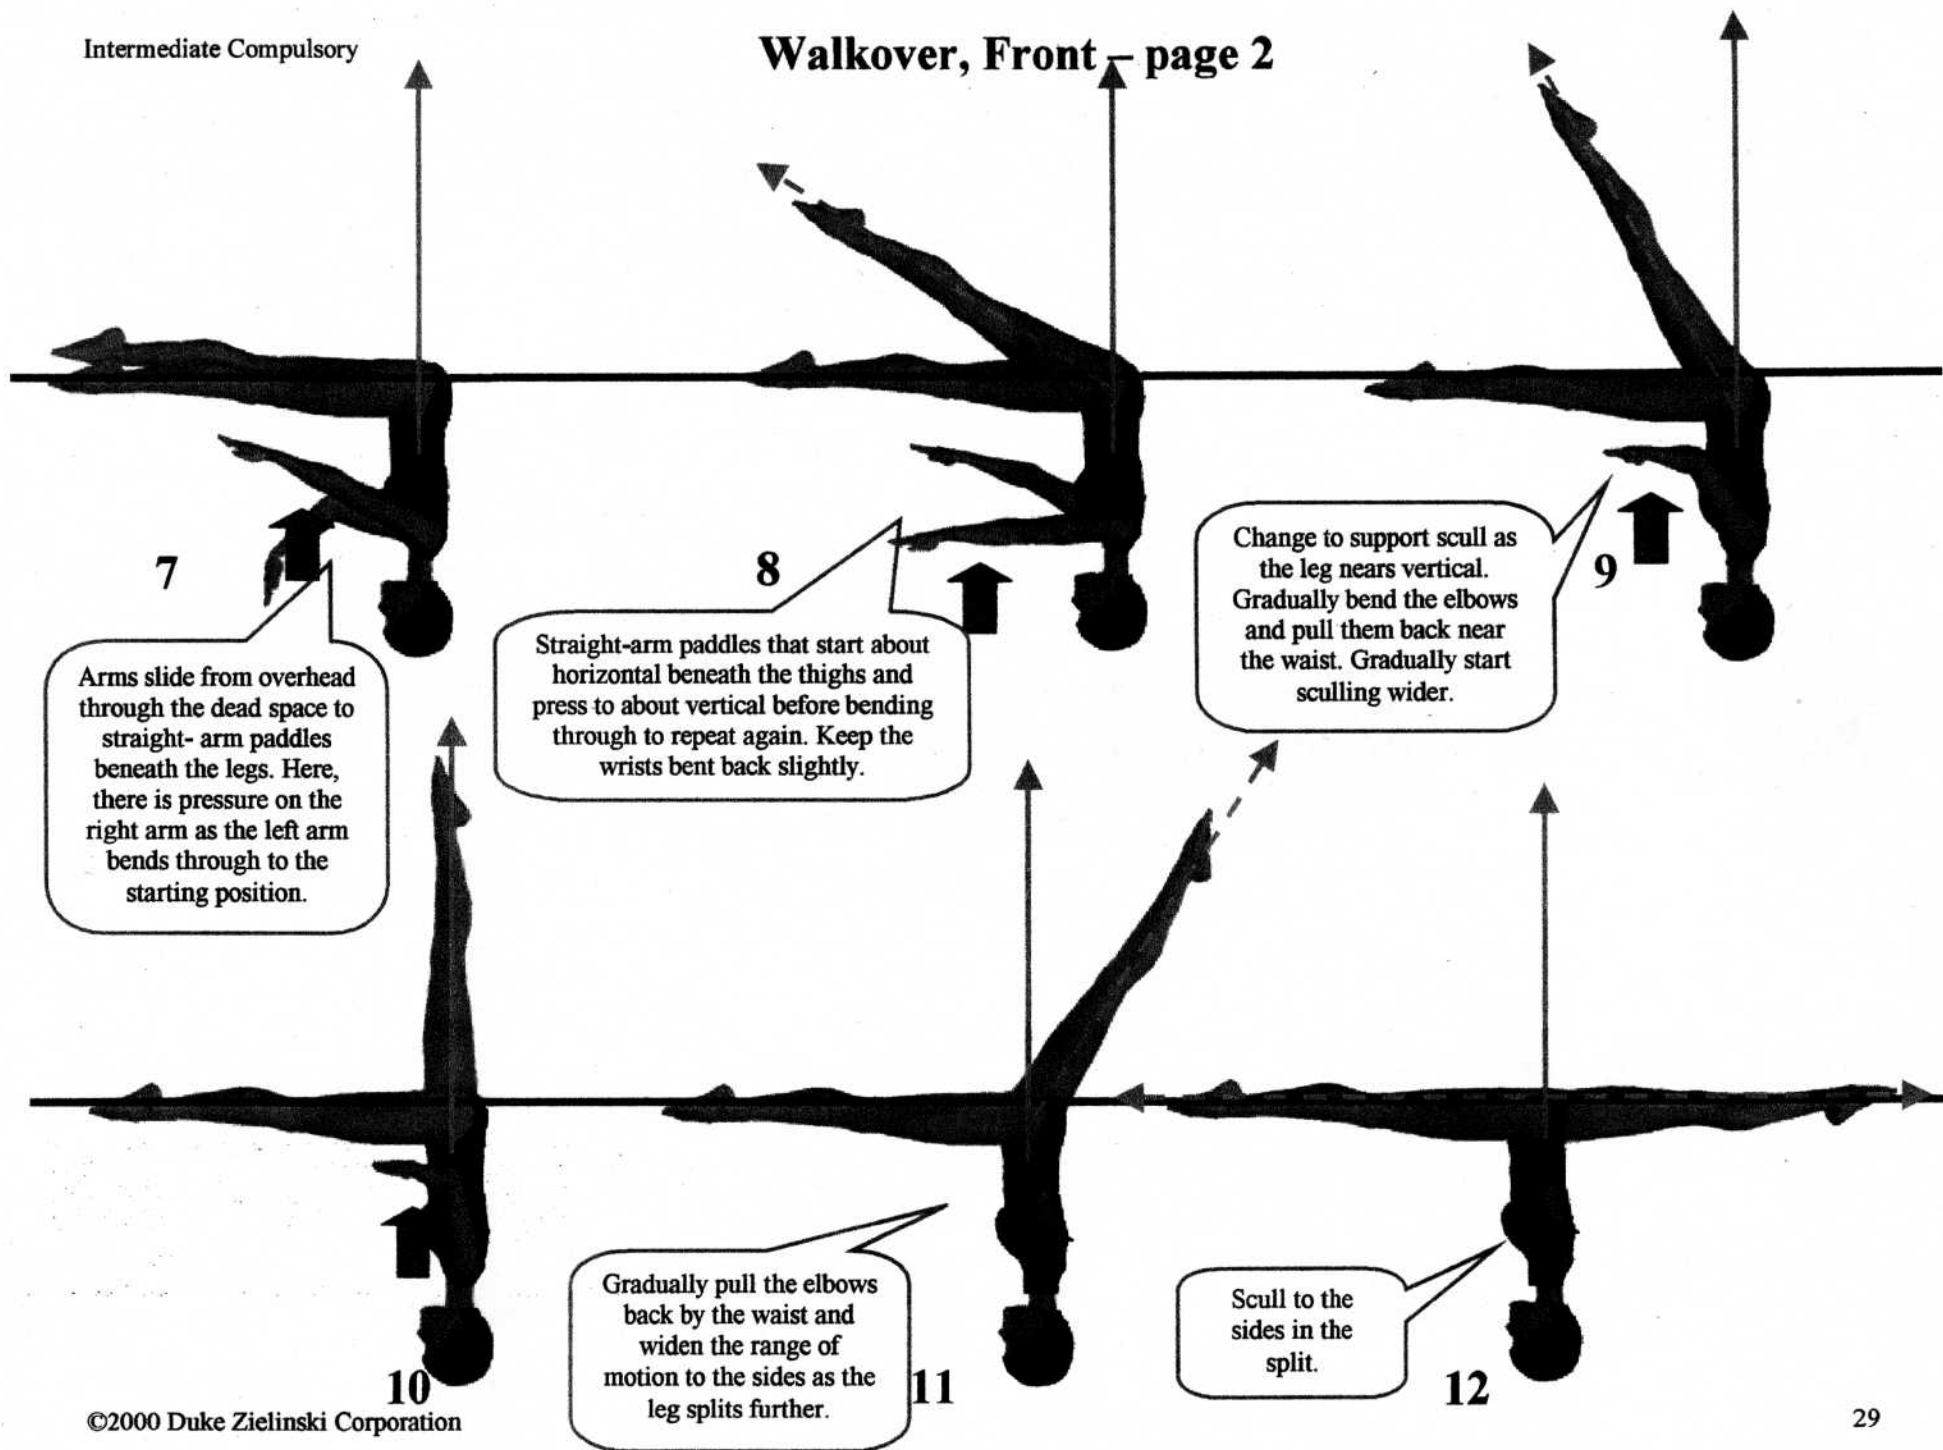 Intermediate Compulsory
Walkover, Front – page 2
7
Arms slide from overhead
through the dead space to
straight- arm paddles
beneath the legs. Here,
there is pressure on the
right arm as the left arm
bends through to the
starting position.
8
Straight-arm paddles that start about
horizontal beneath the thighs and
press to about vertical before bending
through to repeat again. Keep the
wrists bent back slightly.
9
Change to support scull as
the leg nears vertical.
Gradually bend the elbows
and pull them back near
the waist. Gradually start
sculling wider.
10
11
Gradually pull the elbows
back by the waist and
widen the range of
motion to the sides as the
leg splits further.
12
Scull to the
sides in the
split.
©2000 Duke Zielinski Corporation
29